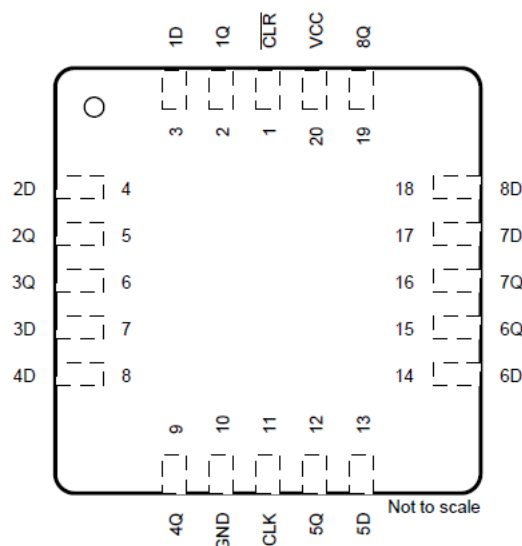 1D 1Q C̅L̅R̅ VCC 8Q
3 2 1 20 19
2D 4 18 8D
2Q 5 17 7D
3Q 6 16 7Q
3D 7 15 6Q
4D 8 14 6D
9 10 11 12 13
4Q GND CLK 5Q 5D
Not to scale